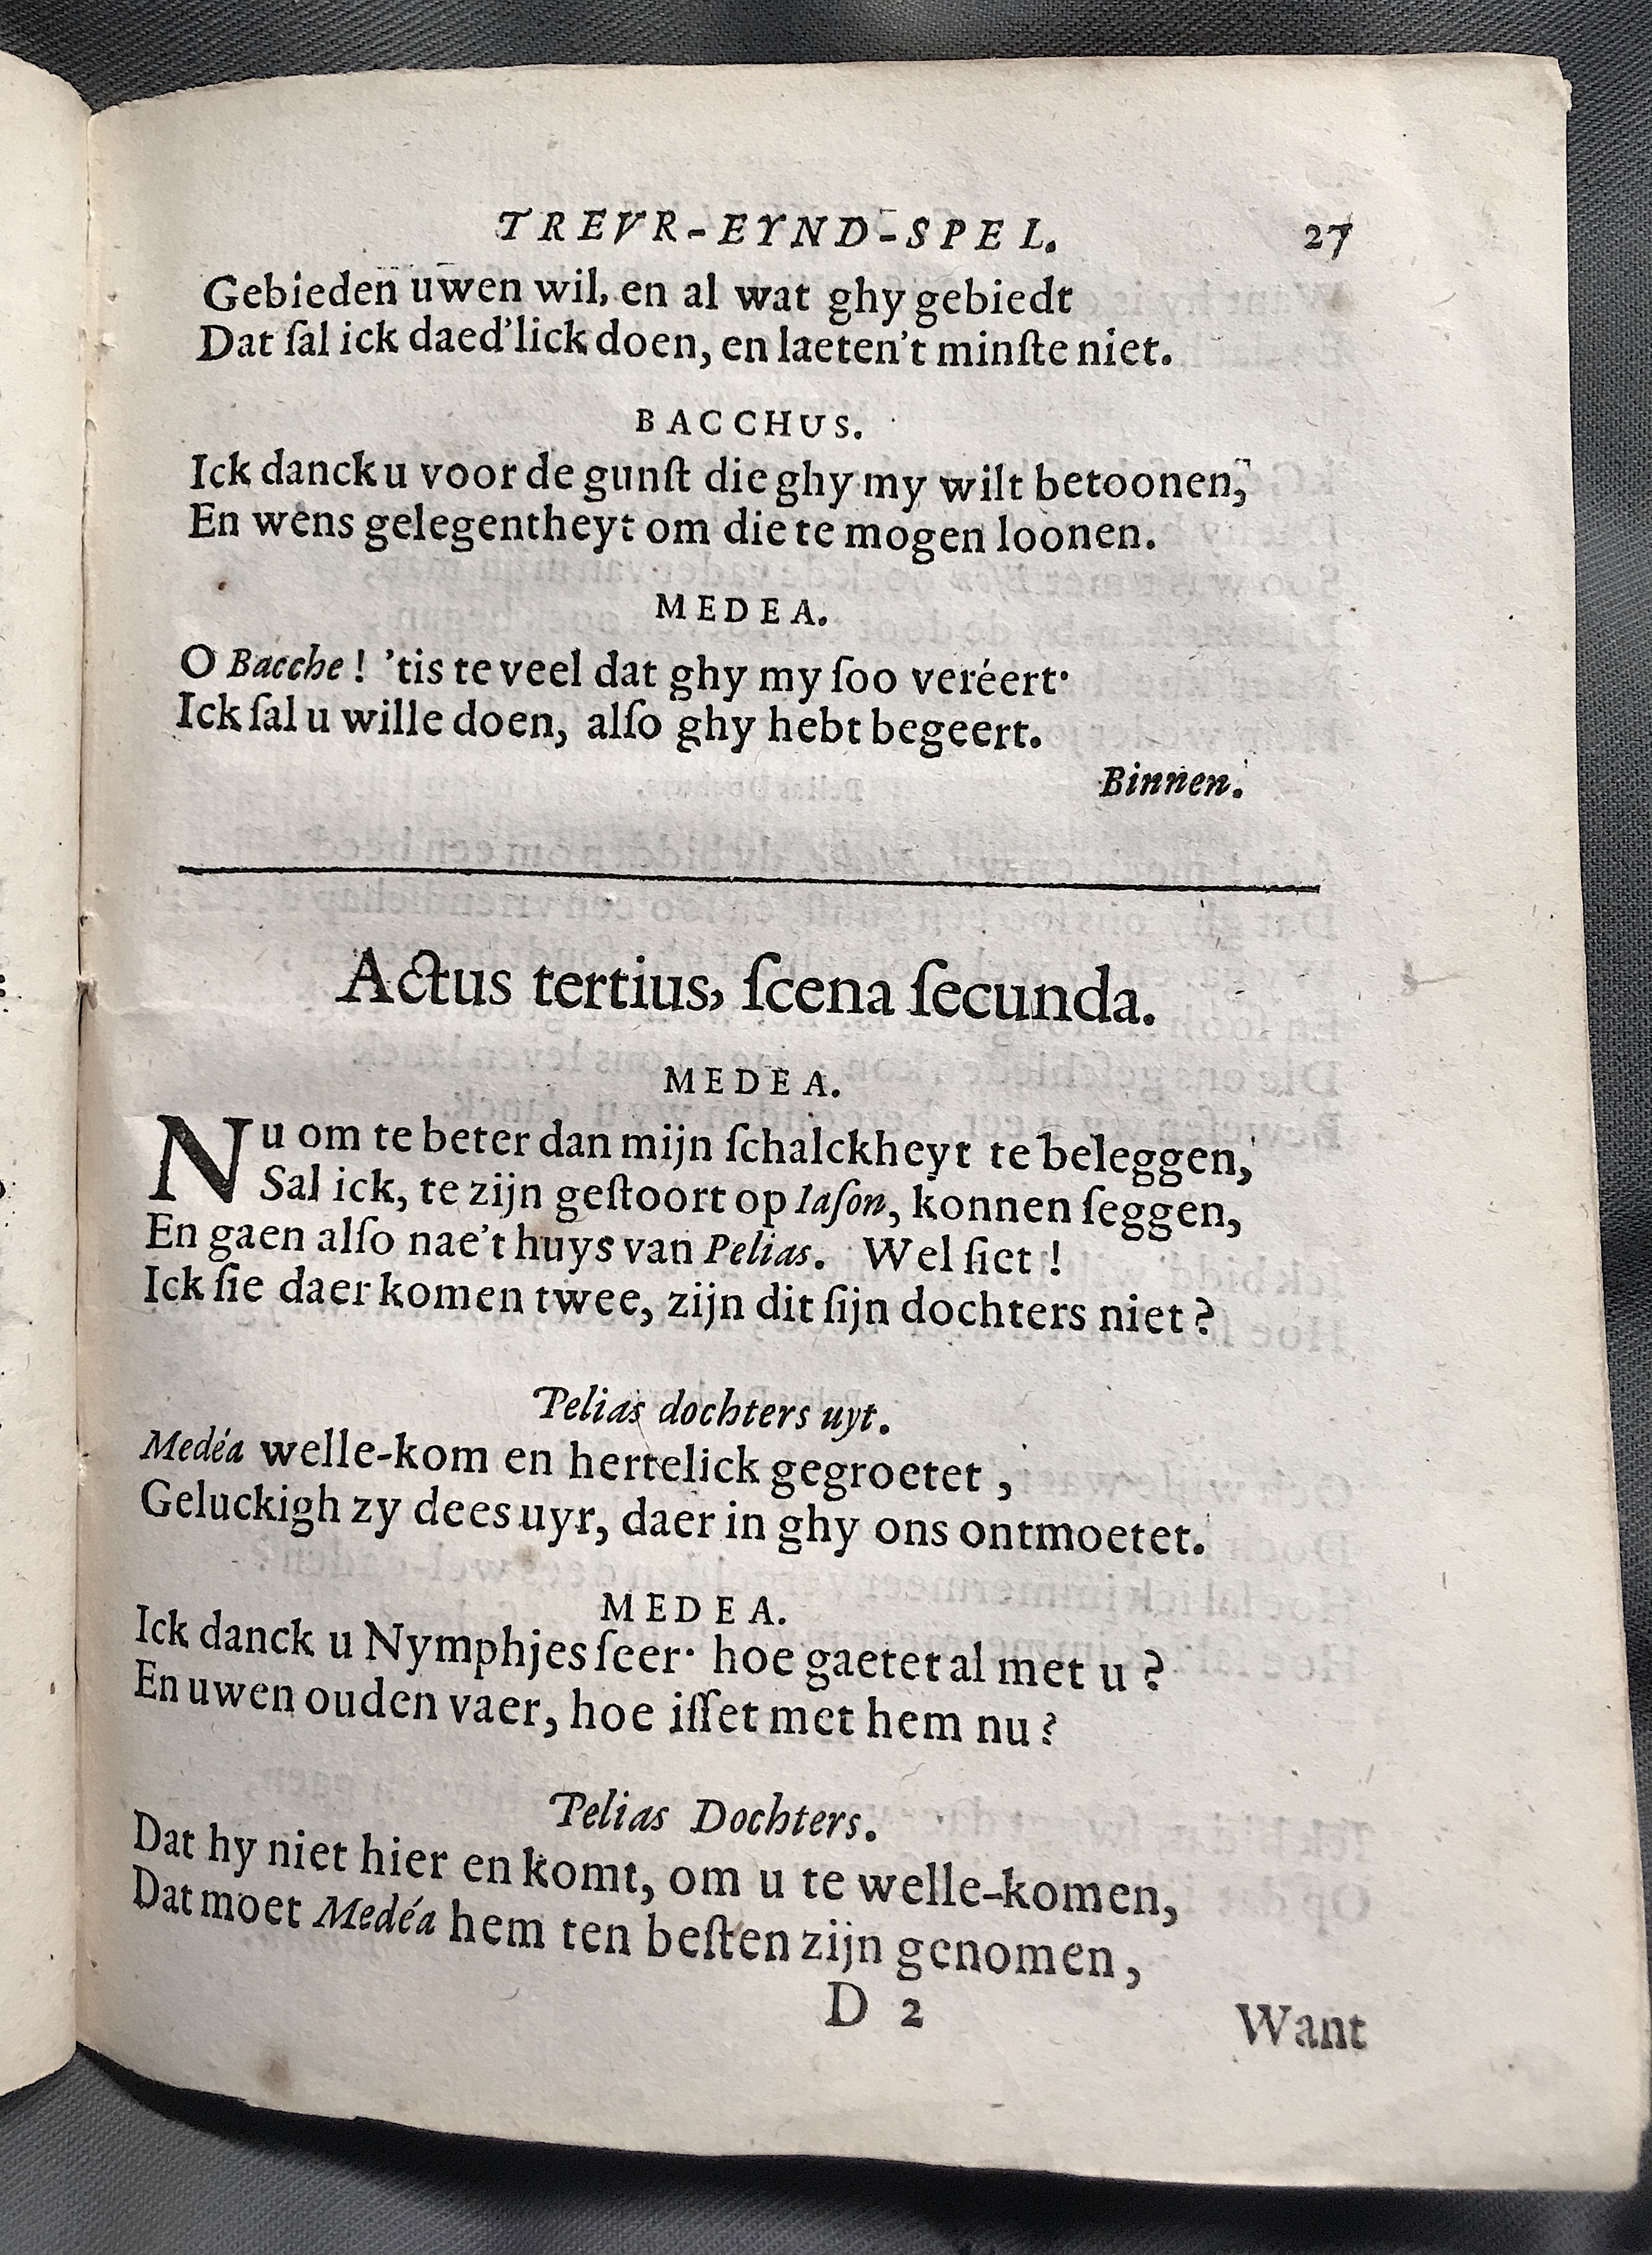 TREVR-EYND-SPEL. 27
Gebieden uwen wil, en al wat ghy gebiedt
Dat ſal ick daed'lick doen, en laeten't minſte niet.
BACCHUS.
Ick danck u voor de gunſt die ghy my wilt betoonen,
En wens gelegentheyt om die te mogen loonen.
MEDEA.
O Bacche ! 'tis te veel dat ghy my ſoo veréert·
Ick ſal u wille doen, alſo ghy hebt begeert.
Binnen.
Actus tertius, ſcena ſecunda.
MEDEA.
Nu om te beter dan mijn ſchalckheyt te beleggen,
Sal ick, te zijn geſtoort op Iaſon, konnen ſeggen,
En gaen alſo nae't huys van Pelias. Wel ſiet !
Ick ſie daer komen twee, zijn dit ſijn dochters niet ?
Pelias dochters uyt.
Medéa welle-kom en hertelick gegroetet ,
Geluckigh zy dees uyr, daer in ghy ons ontmoetet.
MEDEA.
Ick danck u Nymphjes ſeer· hoe gaetet al met u ?
En uwen ouden vaer, hoe iſſet met hem nu ?
Pelias Dochters.
Dat hy niet hier en komt, om u te welle-komen,
Dat moet Medéa hem ten beſten zijn genomen ,
D 2
Want